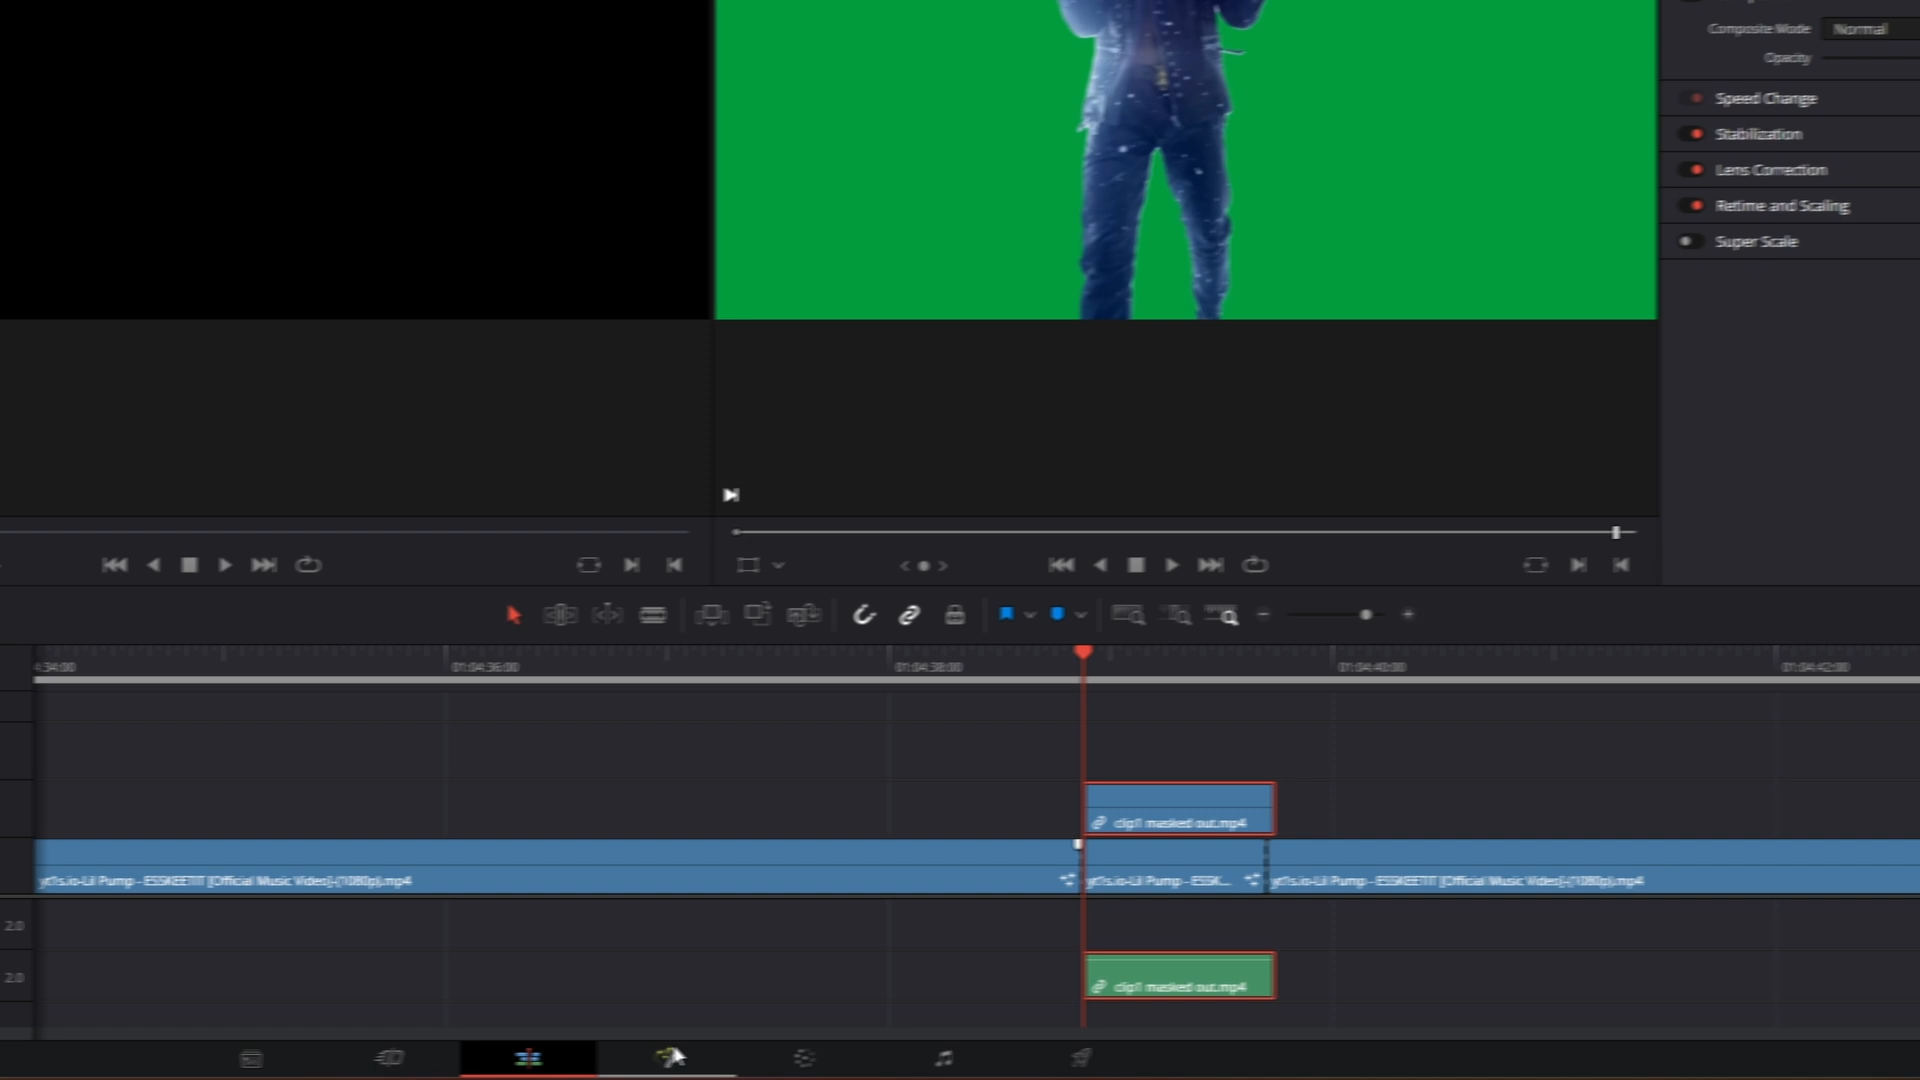 Composite Mode Normal
Opacity
Speed Change
Stabilization
Lens Correction
Retime and Scaling
Super Scale
4:34:00 01:04:36:00 01:04:38:00 01:04:40:00 01:04:42:00
clip1 masked out.mp4
yt1s.io-Lil Pump - ESSKEETIT [Official Music Video]-(1080p).mp4 yt1s.io-Lil Pump - ESSK... yt1s.io-Lil Pump - ESSKEETIT [Official Music Video]-(1080p).mp4
2.0
2.0 clip1 masked out.mp4